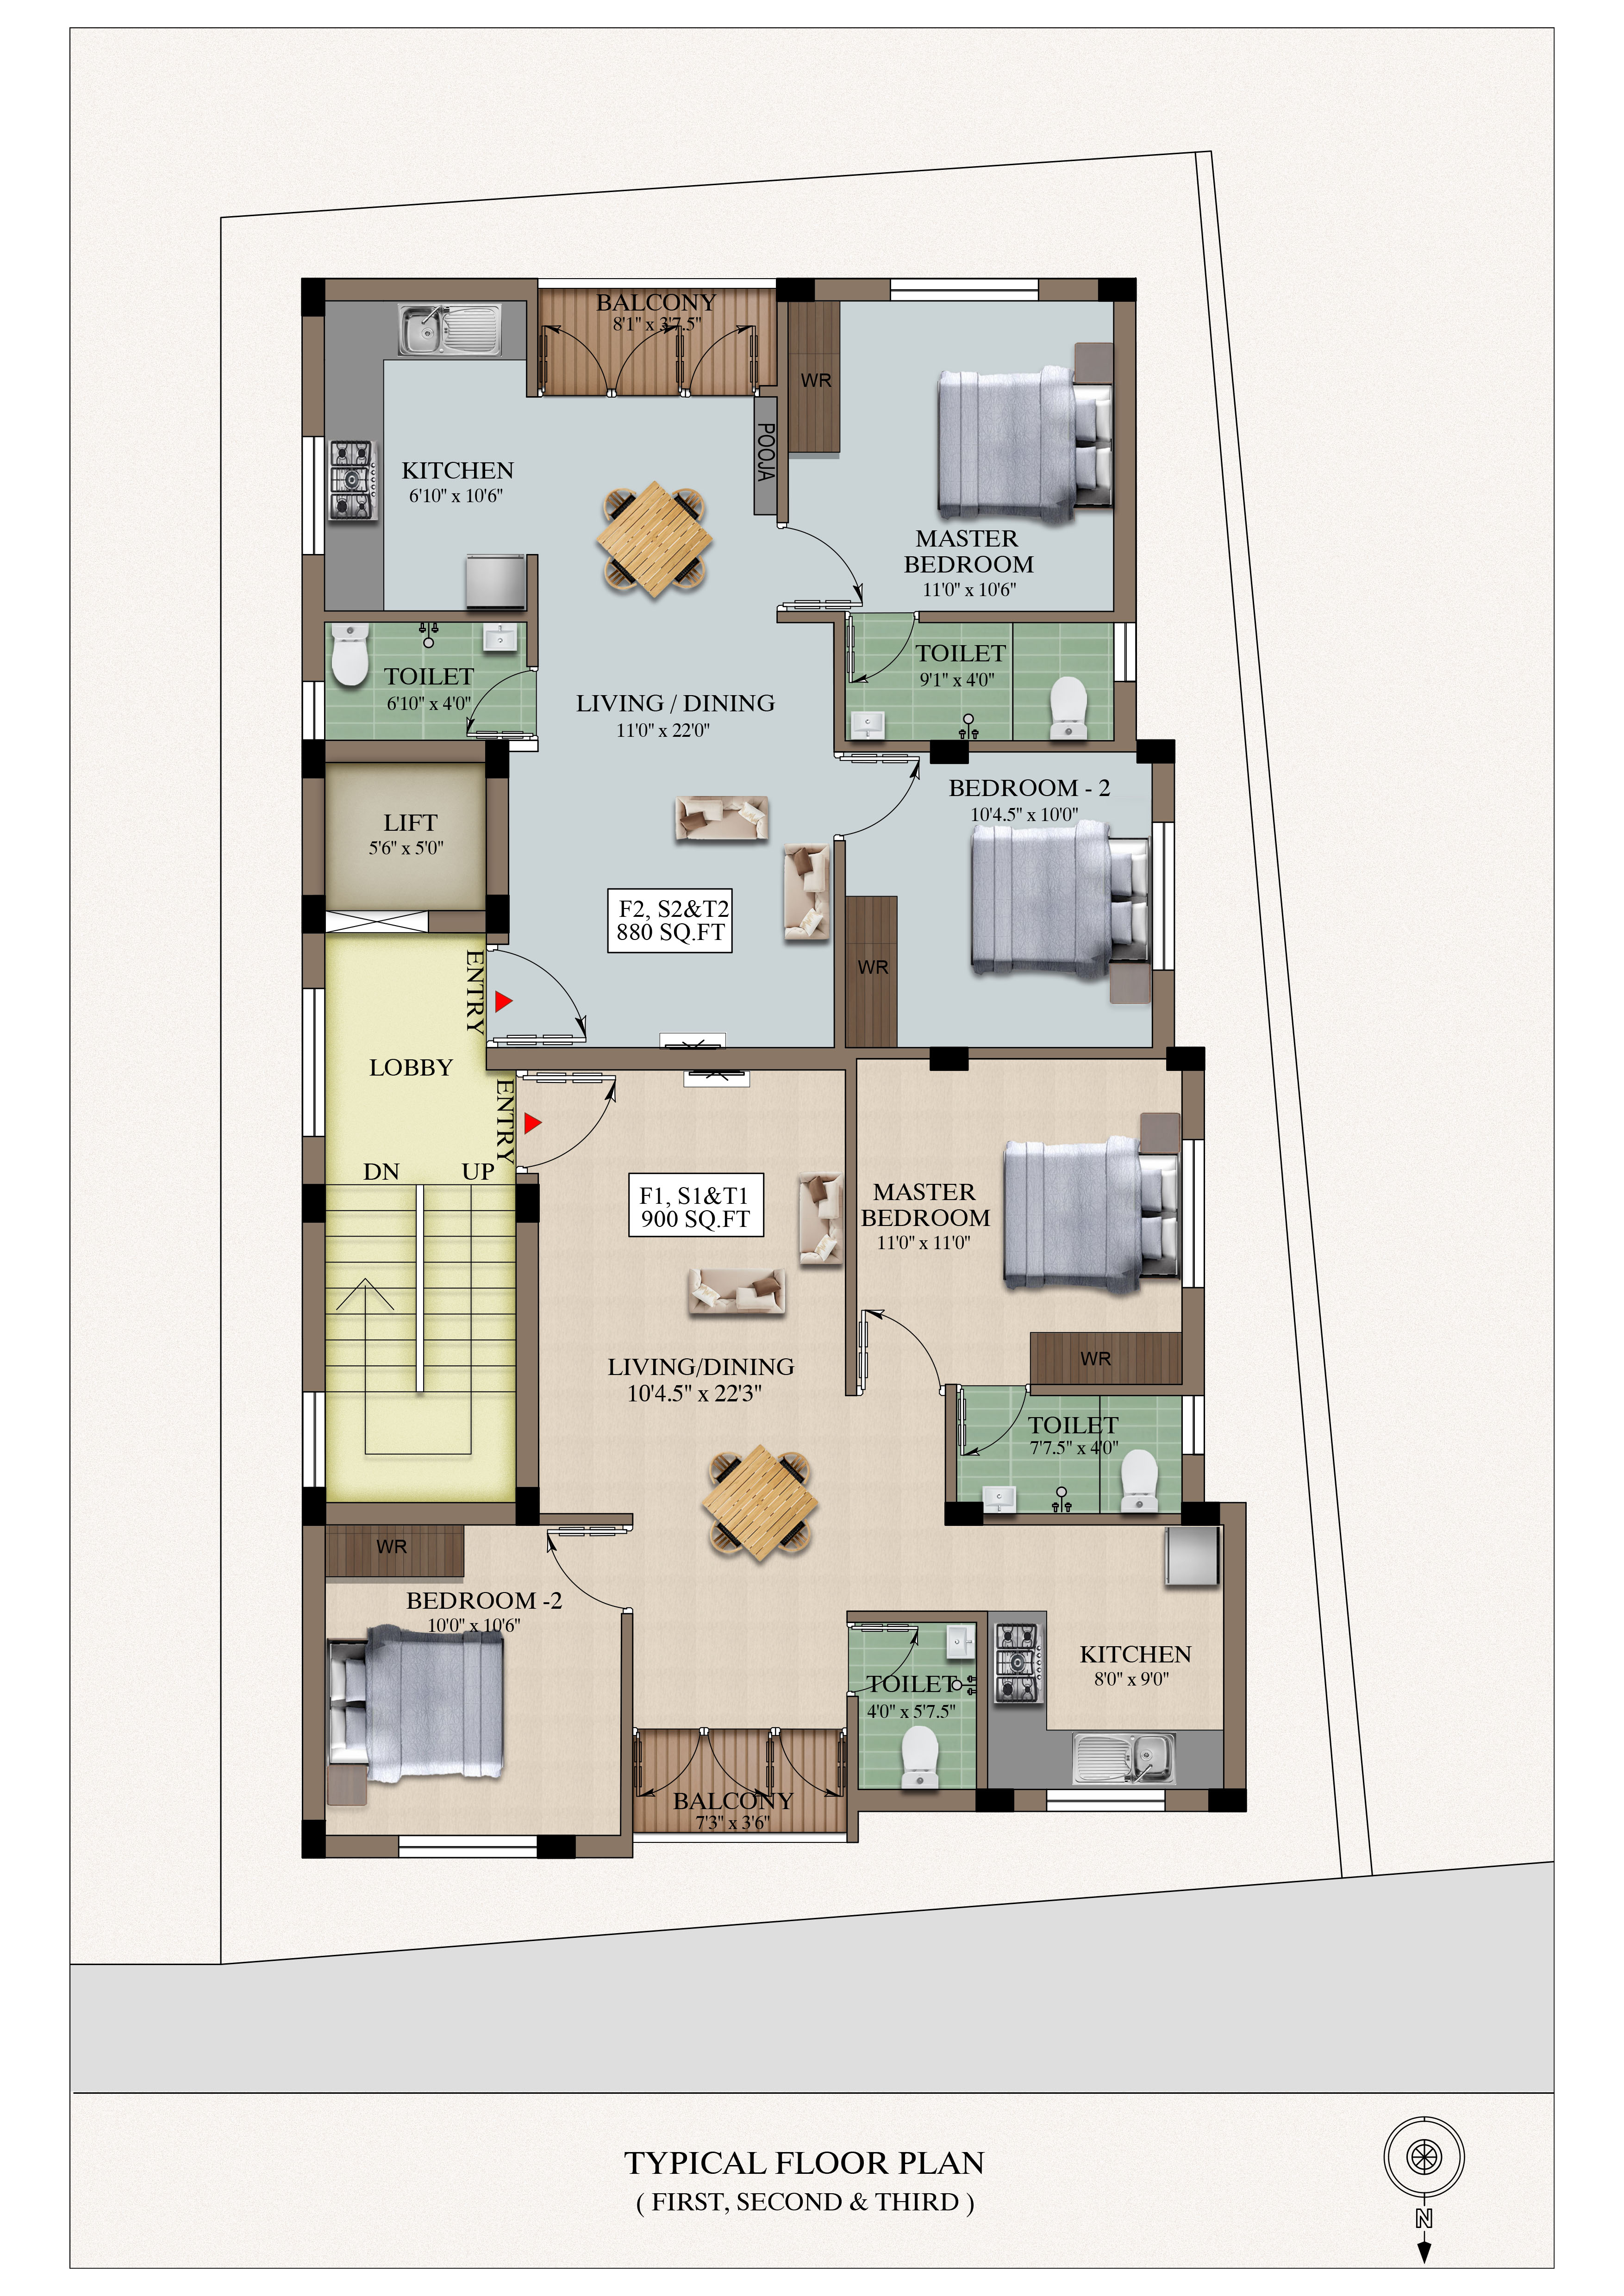 BALCONY
8'1" x 3'7.5"
WR
POOJA
KITCHEN
6'10" x 10'6"
MASTER
BEDROOM
11'0" x 10'6"
TOILET
6'10" x 4'0"
TOILET
9'1" x 4'0"
LIVING / DINING
11'0" x 22'0"
BEDROOM - 2
10'4.5" x 10'0"
LIFT
5'6" x 5'0"
F2, S2&T2
880 SQ.FT
WR
ENTRY
LOBBY
ENTRY
DN UP
F1, S1&T1
900 SQ.FT
MASTER
BEDROOM
11'0" x 11'0"
WR
LIVING/DINING
10'4.5" x 22'3"
TOILET
7'7.5" x 4'0"
WR
BEDROOM -2
10'0" x 10'6"
KITCHEN
8'0" x 9'0"
TOILET
4'0" x 5'7.5"
BALCONY
7'3" x 3'6"
TYPICAL FLOOR PLAN
( FIRST, SECOND & THIRD )
N